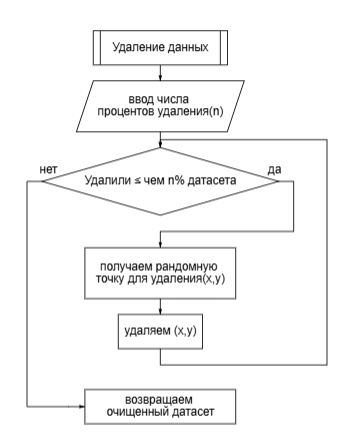 Удаление данных
ввод числа
процентов удаления(n)
нет
да
Удалили ≤ чем n% датасета
получаем рандомную
точку для удаления(x,y)
удаляем (x,y)
возвращаем
очищенный датасет